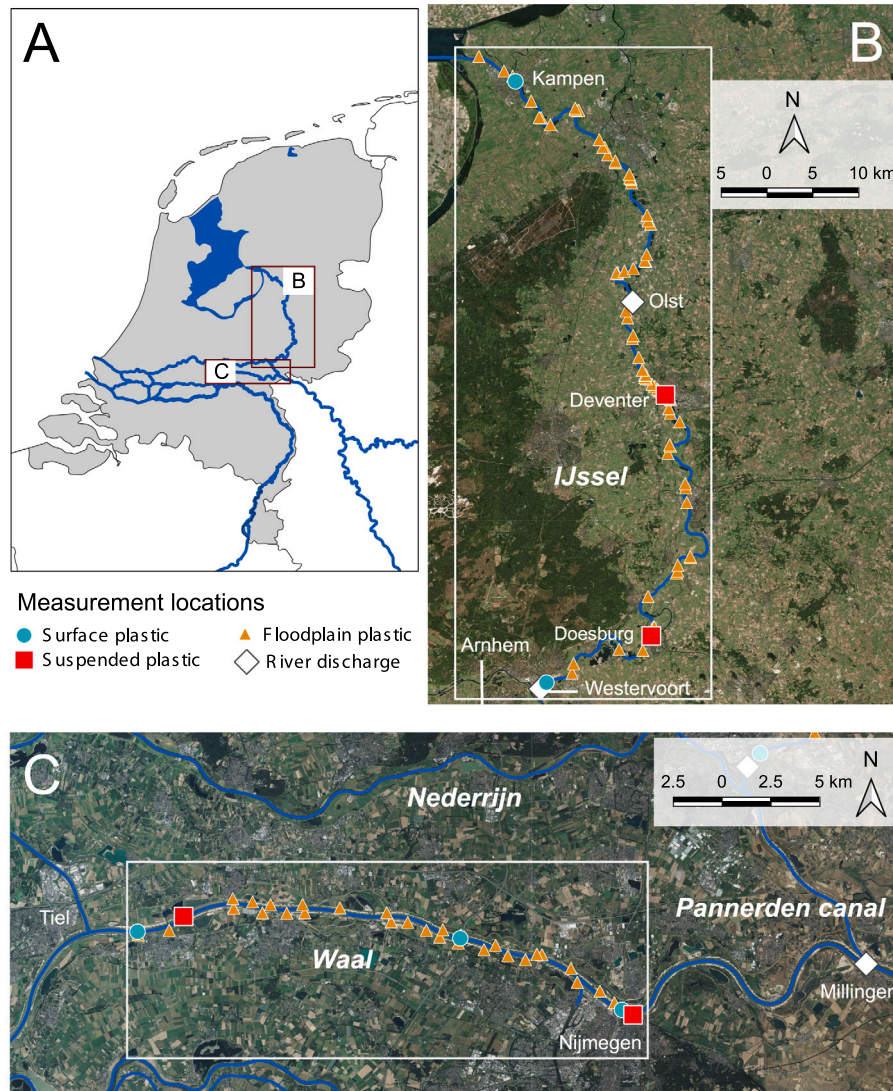 A
B
C
Measurement locations
Surface plastic
Floodplain plastic
Suspended plastic
River discharge
B
Kampen
N
5 0 5 10 km
Olst
Deventer
IJssel
Doesburg
Arnhem
Westervoort
C
2.5 0 2.5 5 km
N
Nederrijn
Pannerden canal
Tiel
Waal
Millingen
Nijmegen